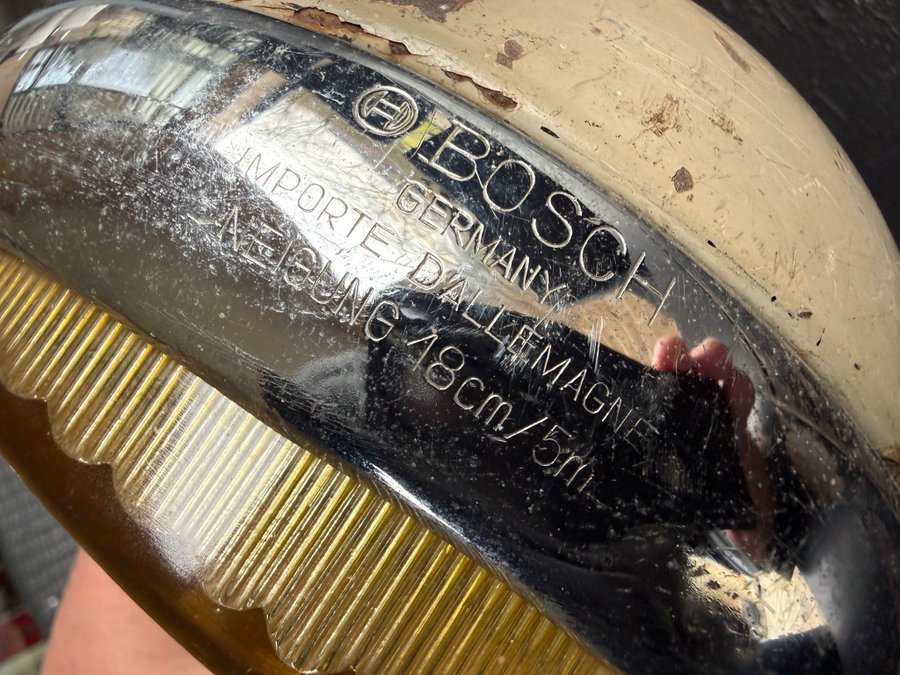 BOSCH
GERMANY
IMPORTE D'ALLEMAGNE
NEIGUNG 18cm/5m